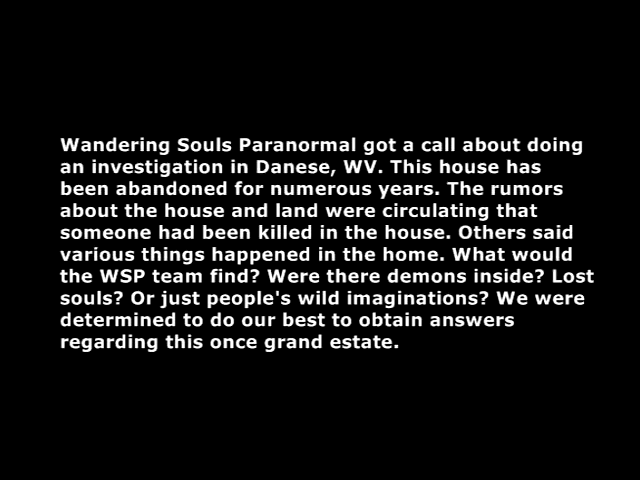 Wandering Souls Paranormal got a call about doing
an investigation in Danese, WV. This house has
been abandoned for numerous years. The rumors
about the house and land were circulating that
someone had been killed in the house. Others said
various things happened in the home. What would
the WSP team find? Were there demons inside? Lost
souls? Or just people's wild imaginations? We were
determined to do our best to obtain answers
regarding this once grand estate.